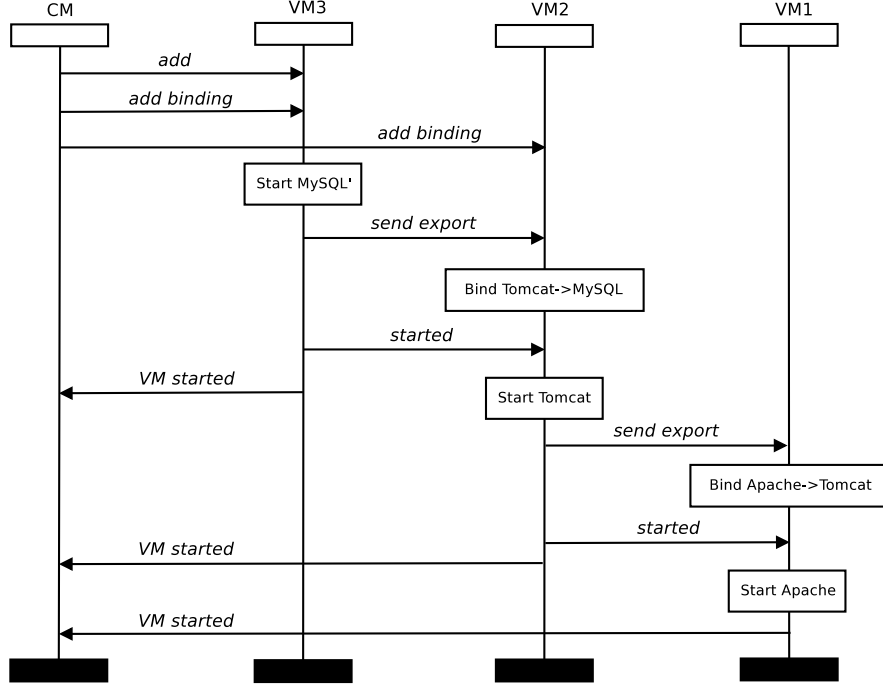 CM
VM3
VM2
VM1
add
add binding
add binding
Start MySQL'
send export
Bind Tomcat->MySQL
started
VM started
Start Tomcat
send export
Bind Apache->Tomcat
started
VM started
Start Apache
VM started